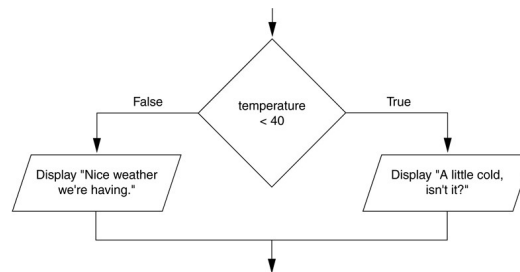 False
temperature
< 40
True
Display "Nice weather
we're having."
Display "A little cold,
isn't it?"